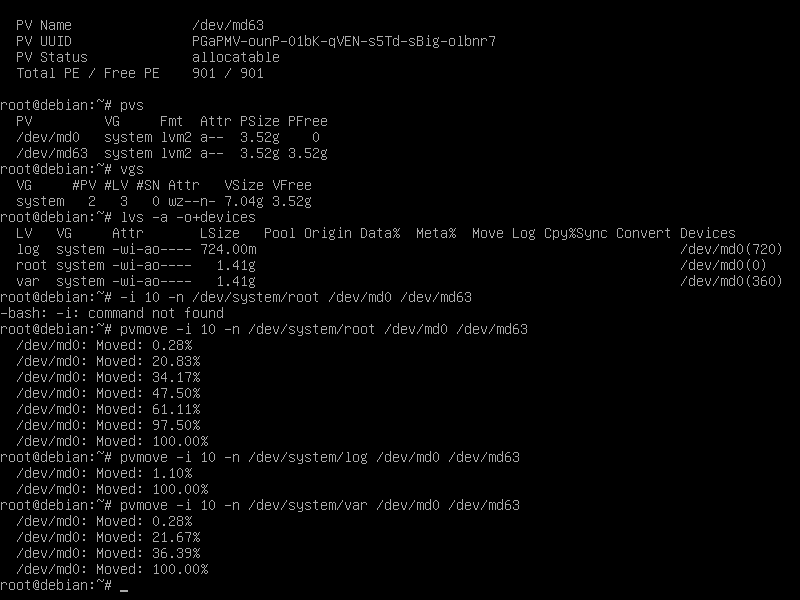 PV Name               /dev/md63
  PV UUID               PGaPMV-ounP-01bK-qVEN-s5Td-sBig-olbnr7
  PV Status             allocatable
  Total PE / Free PE    901 / 901

root@debian:~# pvs
  PV         VG     Fmt  Attr PSize PFree
  /dev/md0   system lvm2 a--  3.52g    0
  /dev/md63  system lvm2 a--  3.52g 3.52g
root@debian:~# vgs
  VG     #PV #LV #SN Attr   VSize VFree
  system   2   3   0 wz--n- 7.04g 3.52g
root@debian:~# lvs -a -o+devices
  LV   VG     Attr       LSize   Pool Origin Data%  Meta%  Move Log Cpy%Sync Convert Devices
  log  system -wi-ao---- 724.00m                                                     /dev/md0(720)
  root system -wi-ao----   1.41g                                                     /dev/md0(0)
  var  system -wi-ao----   1.41g                                                     /dev/md0(360)
root@debian:~# -i 10 -n /dev/system/root /dev/md0 /dev/md63
-bash: -i: command not found
root@debian:~# pvmove -i 10 -n /dev/system/root /dev/md0 /dev/md63
  /dev/md0: Moved: 0.28%
  /dev/md0: Moved: 20.83%
  /dev/md0: Moved: 34.17%
  /dev/md0: Moved: 47.50%
  /dev/md0: Moved: 61.11%
  /dev/md0: Moved: 97.50%
  /dev/md0: Moved: 100.00%
root@debian:~# pvmove -i 10 -n /dev/system/log /dev/md0 /dev/md63
  /dev/md0: Moved: 1.10%
  /dev/md0: Moved: 100.00%
root@debian:~# pvmove -i 10 -n /dev/system/var /dev/md0 /dev/md63
  /dev/md0: Moved: 0.28%
  /dev/md0: Moved: 21.67%
  /dev/md0: Moved: 36.39%
  /dev/md0: Moved: 100.00%
root@debian:~# _